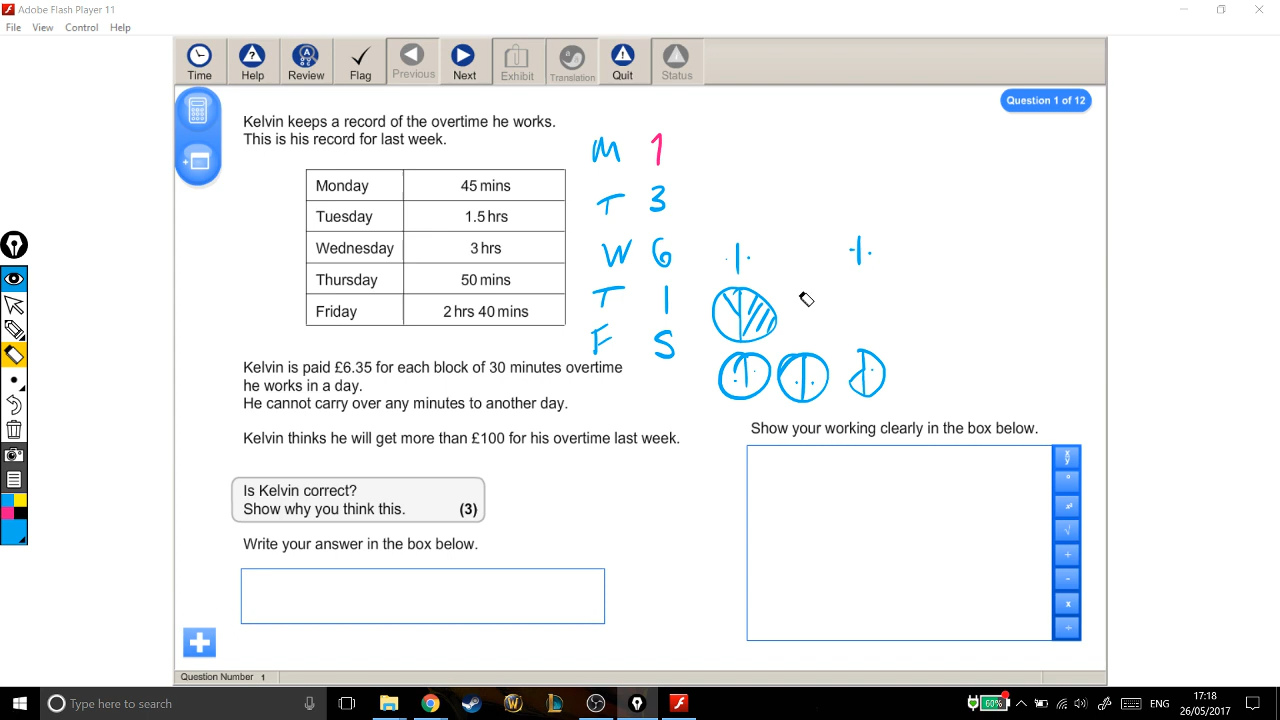 Adobe Flash Player 11
File View Control Help
Time Help Review Flag Previous Next Exhibit Translation Quit Status
Question 1 of 12
Kelvin keeps a record of the overtime he works.
This is his record for last week.
Monday 45 mins
Tuesday 1.5 hrs
Wednesday 3 hrs
Thursday 50 mins
Friday 2 hrs 40 mins
M 1
T 3
W 6
T 1
F 5
Kelvin is paid £6.35 for each block of 30 minutes overtime
he works in a day.
He cannot carry over any minutes to another day.
Kelvin thinks he will get more than £100 for his overtime last week.
Is Kelvin correct?
Show why you think this. (3)
Write your answer in the box below.
Show your working clearly in the box below.
x/y
°
x²
√
+
-
x
÷
Question Number 1
Type here to search
60%
ENG
17:18
26/05/2017